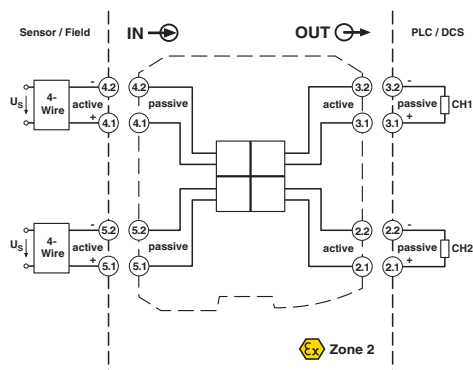 Sensor / Field IN OUT PLC / DCS
- 4.2 4.2 3.2 3.2 -
U_S 4-Wire active passive active passive CH1
+ 4.1 4.1 3.1 3.1 +
- 5.2 5.2 2.2 2.2 -
U_S 4-Wire active passive active passive CH2
+ 5.1 5.1 2.1 2.1 +
Ex Zone 2